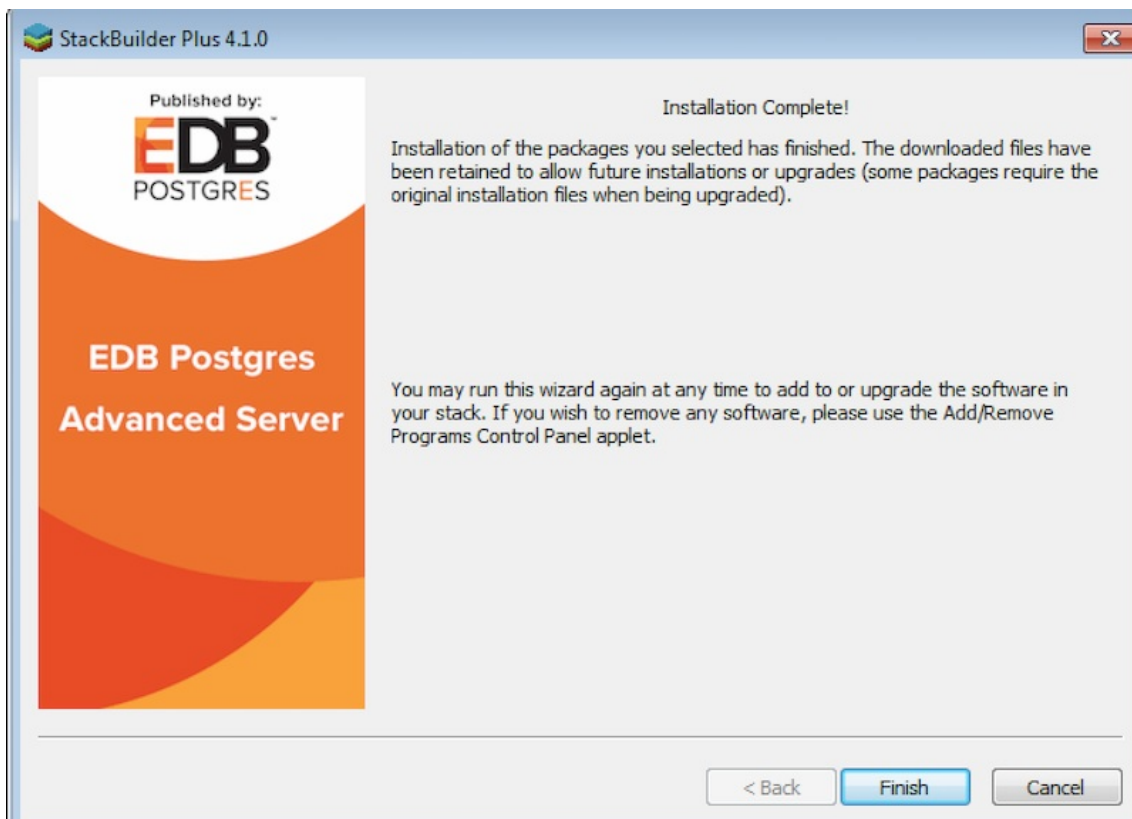 StackBuilder Plus 4.1.0
Published by:
EDB™
POSTGRES
EDB Postgres
Advanced Server
Installation Complete!
Installation of the packages you selected has finished. The downloaded files have
been retained to allow future installations or upgrades (some packages require the
original installation files when being upgraded).
You may run this wizard again at any time to add to or upgrade the software in
your stack. If you wish to remove any software, please use the Add/Remove
Programs Control Panel applet.
< Back
Finish
Cancel